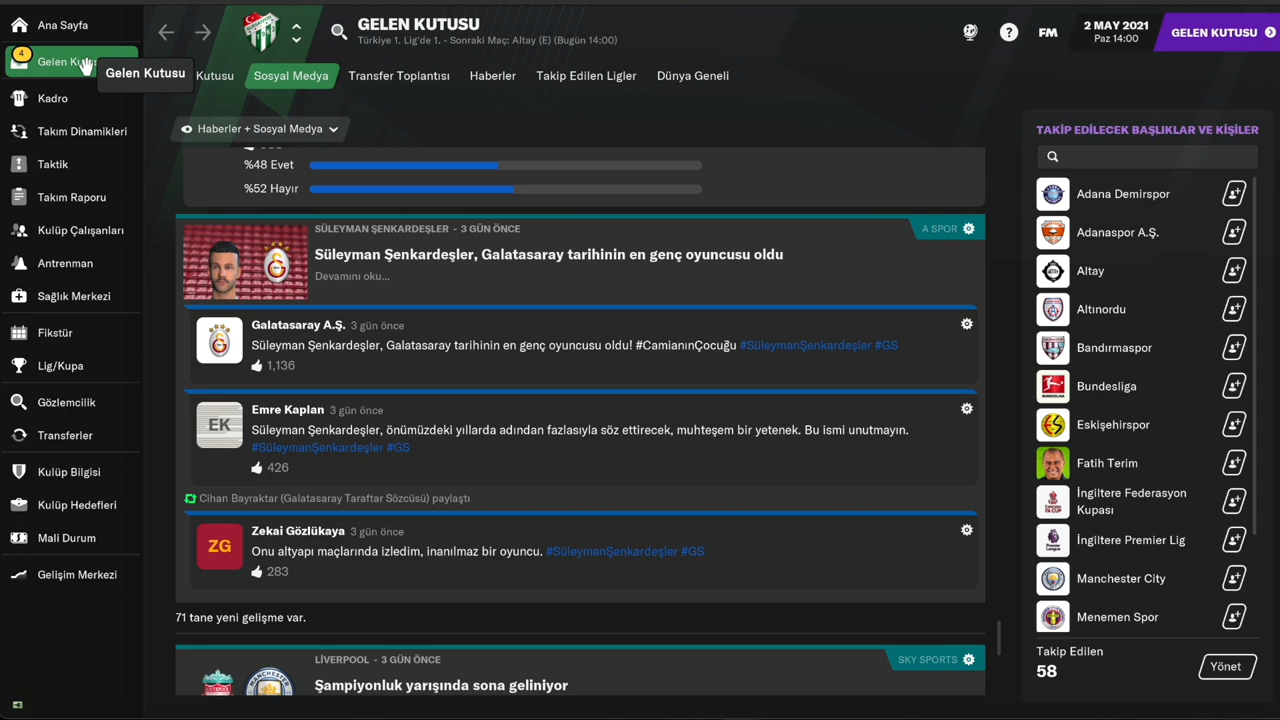 Ana Sayfa
4
Gelen Kutusu
Kadro
Takım Dinamikleri
Taktik
Takım Raporu
Kulüp Çalışanları
Antrenman
Sağlık Merkezi
Fikstür
Lig/Kupa
Gözlemcilik
Transferler
Kulüp Bilgisi
Kulüp Hedefleri
Mali Durum
Gelişim Merkezi
GELEN KUTUSU
Türkiye 1. Lig'de 1. - Sonraki Maç: Altay (E) (Bugün 14:00)
?
FM
2 MAY 2021
Paz 14:00
GELEN KUTUSU
Kutusu
Sosyal Medya
Transfer Toplantısı
Haberler
Takip Edilen Ligler
Dünya Geneli
Haberler + Sosyal Medya
%48 Evet
%52 Hayır
SÜLEYMAN ŞENKARDEŞLER - 3 GÜN ÖNCE
A SPOR
Süleyman Şenkardeşler, Galatasaray tarihinin en genç oyuncusu oldu
Devamını oku...
Galatasaray A.Ş. 3 gün önce
Süleyman Şenkardeşler, Galatasaray tarihinin en genç oyuncusu oldu! #CamianınÇocuğu #SüleymanŞenkardeşler #GS
1,136
EK
Emre Kaplan 3 gün önce
Süleyman Şenkardeşler, önümüzdeki yıllarda adından fazlasıyla söz ettirecek, muhteşem bir yetenek. Bu ismi unutmayın.
#SüleymanŞenkardeşler #GS
426
Cihan Bayraktar (Galatasaray Taraftar Sözcüsü) paylaştı
ZG
Zekai Gözlükaya 3 gün önce
Onu altyapı maçlarında izledim, inanılmaz bir oyuncu. #SüleymanŞenkardeşler #GS
283
71 tane yeni gelişme var.
LİVERPOOL - 3 GÜN ÖNCE
SKY SPORTS
Şampiyonluk yarışında sona geliniyor
TAKİP EDİLECEK BAŞLIKLAR VE KİŞİLER
Adana Demirspor
Adanaspor A.Ş.
Altay
Altınordu
Bandırmaspor
Bundesliga
Eskişehirspor
Fatih Terim
İngiltere Federasyon
Kupası
İngiltere Premier Lig
Manchester City
Menemen Spor
Takip Edilen
58
Yönet